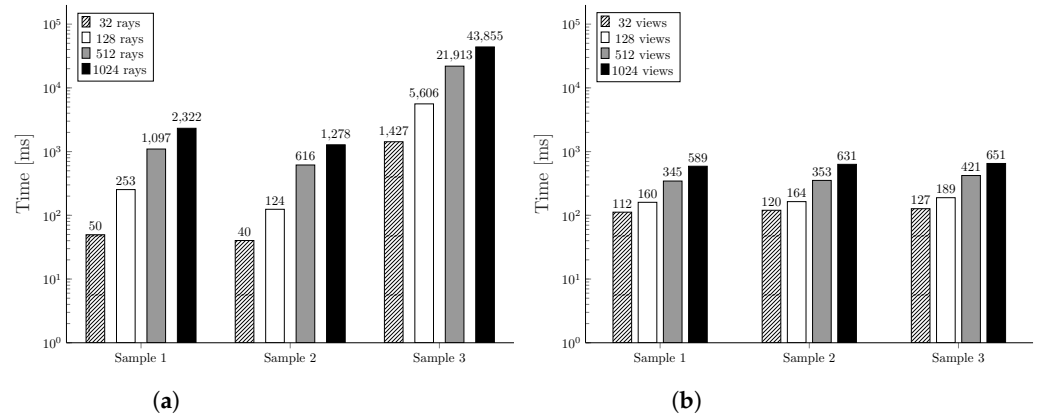 Time [ms]
10^5
10^4
10^3
10^2
10^1
10^0
32 rays
128 rays
512 rays
1024 rays
50
253
1,097
2,322
40
124
616
1,278
1,427
5,606
21,913
43,855
Sample 1
Sample 2
Sample 3
(a)
Time [ms]
10^5
10^4
10^3
10^2
10^1
10^0
32 views
128 views
512 views
1024 views
112
160
345
589
120
164
353
631
127
189
421
651
Sample 1
Sample 2
Sample 3
(b)